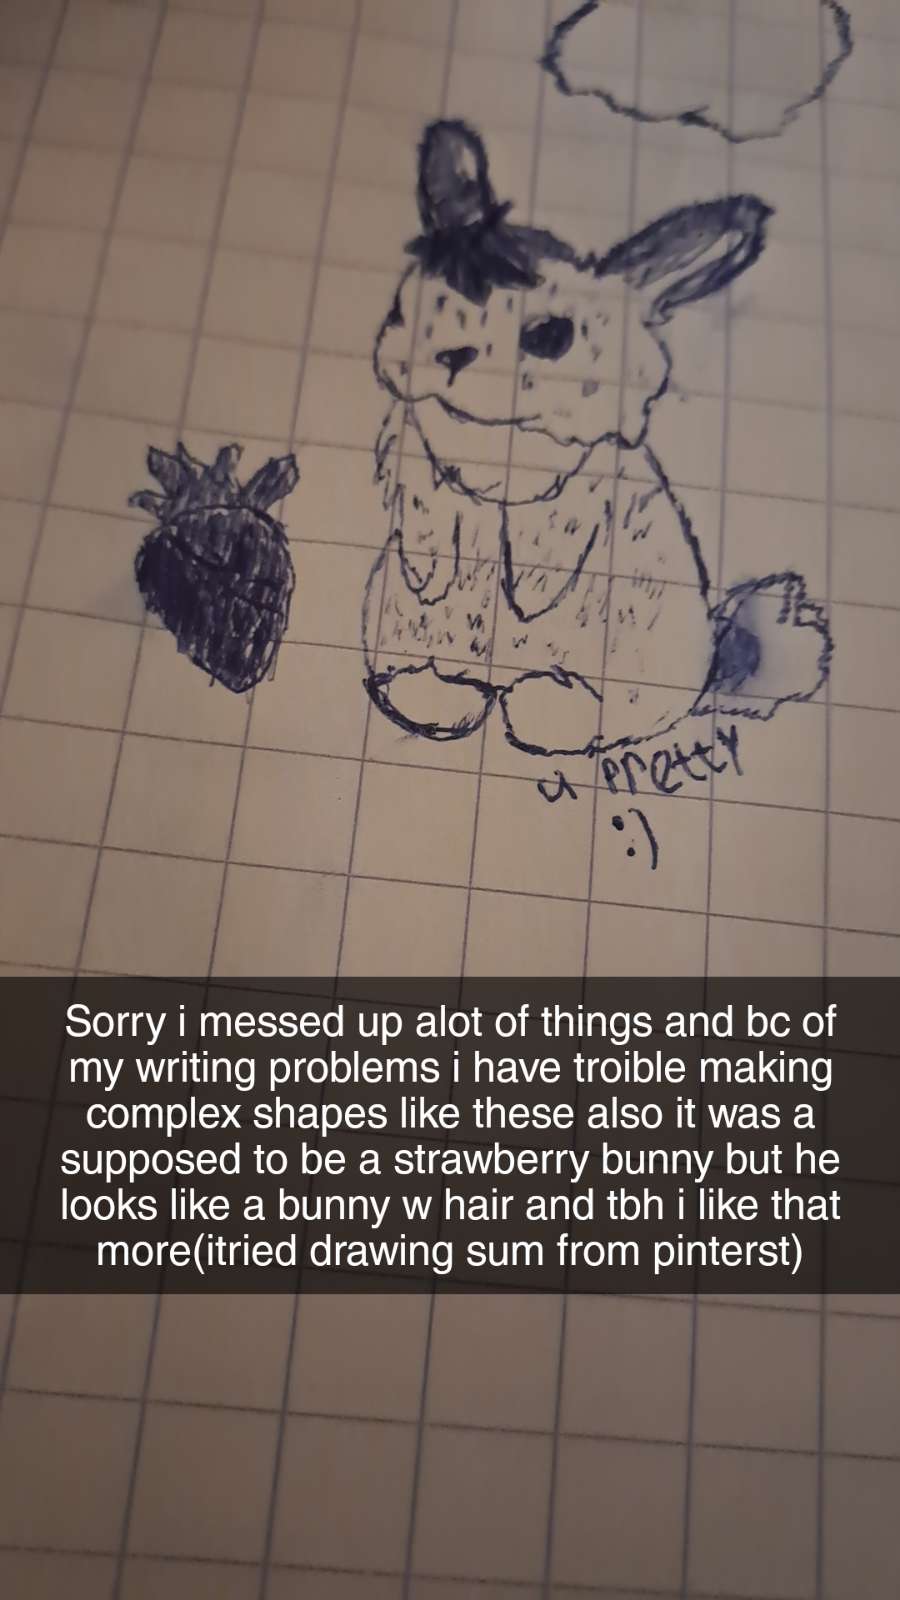 u pretty
:)
Sorry i messed up alot of things and bc of
my writing problems i have troible making
complex shapes like these also it was a
supposed to be a strawberry bunny but he
looks like a bunny w hair and tbh i like that
more(itried drawing sum from pinterst)